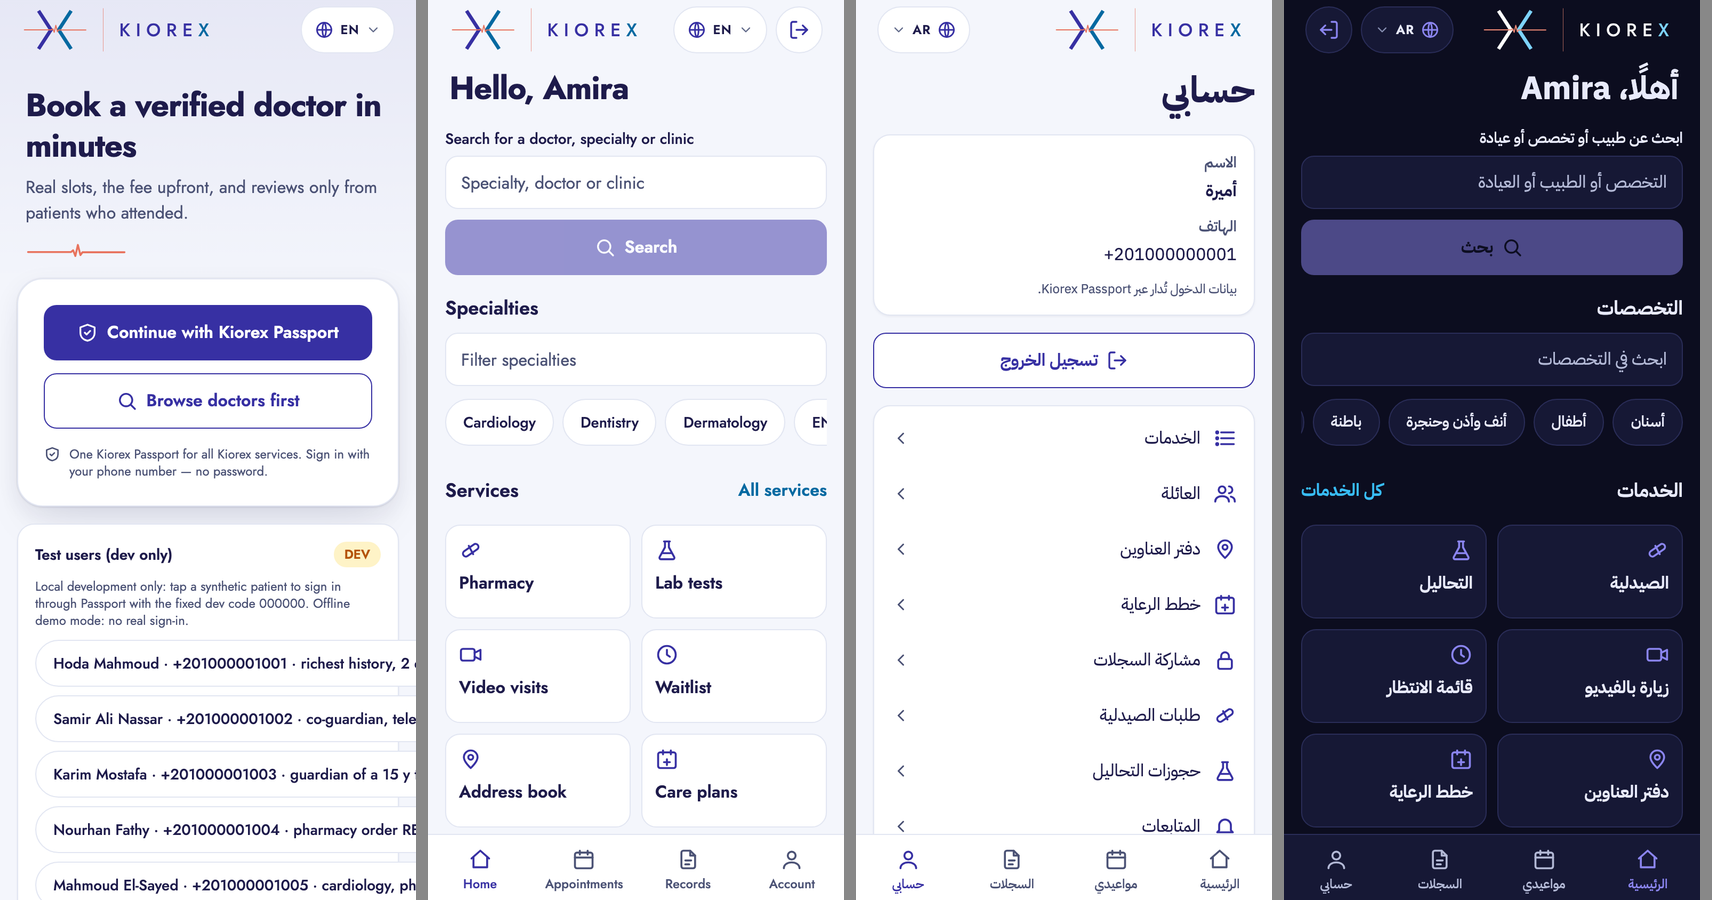 KIOREX
EN
Book a verified doctor in
minutes
Real slots, the fee upfront, and reviews only from
patients who attended.
Continue with Kiorex Passport
Browse doctors first
One Kiorex Passport for all Kiorex services. Sign in with
your phone number — no password.
Test users (dev only)
DEV
Local development only: tap a synthetic patient to sign in
through Passport with the fixed dev code 000000. Offline
demo mode: no real sign-in.
Hoda Mahmoud · +201000001001 · richest history, 2
Samir Ali Nassar · +201000001002 · co-guardian, tele
Karim Mostafa · +201000001003 · guardian of a 15 y
Nourhan Fathy · +201000001004 · pharmacy order RE
Mahmoud El-Sayed · +201000001005 · cardiology, ph
KIOREX
EN
Hello, Amira
Search for a doctor, specialty or clinic
Specialty, doctor or clinic
Search
Specialties
Filter specialties
Cardiology
Dentistry
Dermatology
EN
Services
All services
Pharmacy
Lab tests
Video visits
Waitlist
Address book
Care plans
Home
Appointments
Records
Account
KIOREX
AR
حسابي
الاسم
أميرة
الهاتف
+201000000001
بيانات الدخول تُدار عبر Kiorex Passport.
تسجيل الخروج
الخدمات
العائلة
دفتر العناوين
خطط الرعاية
مشاركة السجلات
طلبات الصيدلية
حجوزات التحاليل
المتابعات
الرئيسية
مواعيدي
السجلات
حسابي
KIOREX
AR
أهلًا، Amira
ابحث عن طبيب أو تخصص أو عيادة
التخصص أو الطبيب أو العيادة
بحث
التخصصات
ابحث في التخصصات
أسنان
أطفال
أنف وأذن وحنجرة
باطنة
الخدمات
كل الخدمات
الصيدلية
التحاليل
زيارة بالفيديو
قائمة الانتظار
دفتر العناوين
خطط الرعاية
الرئيسية
مواعيدي
السجلات
حسابي